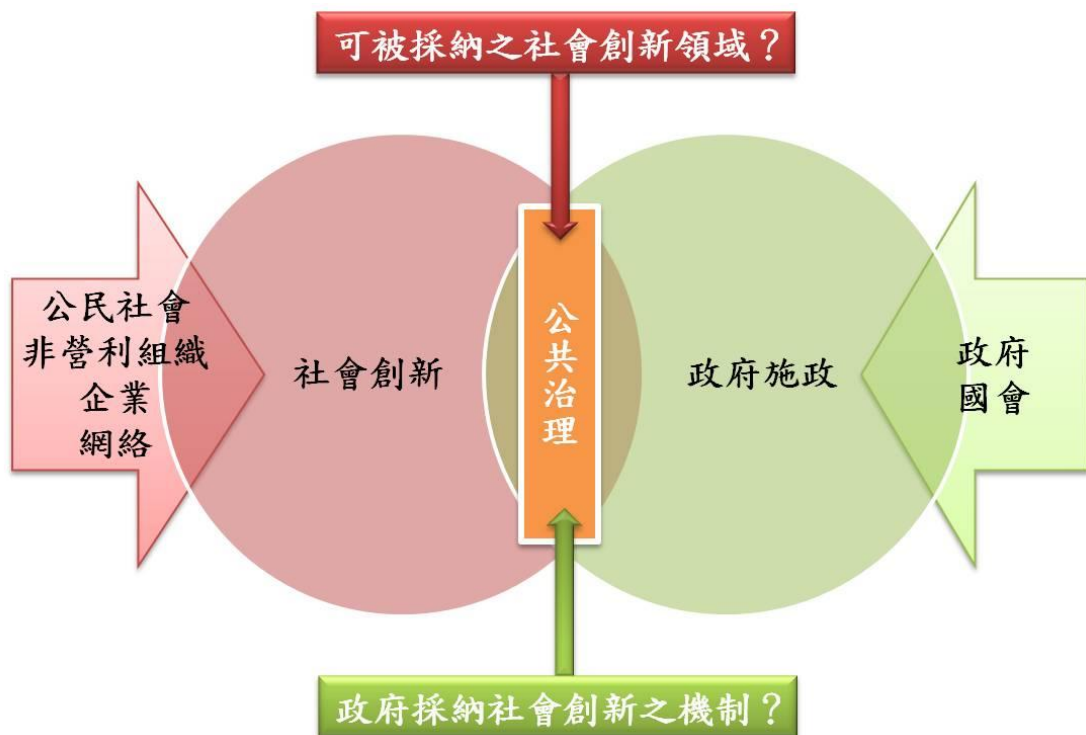 可被採納之社會創新領域？
公民社會
非營利組織
企業
網絡
社會創新
公共治理
政府施政
政府
國會
政府採納社會創新之機制？